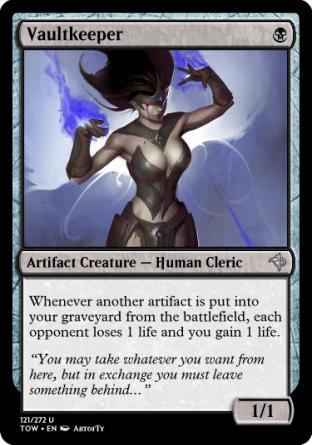 Vaultkeeper
Artifact Creature — Human Cleric
Whenever another artifact is put into
your graveyard from the battlefield, each
opponent loses 1 life and you gain 1 life.
“You may take whatever you want from
here, but in exchange you must leave
something behind…”
1/1
121/272 U
TOW • EN ArtofTy